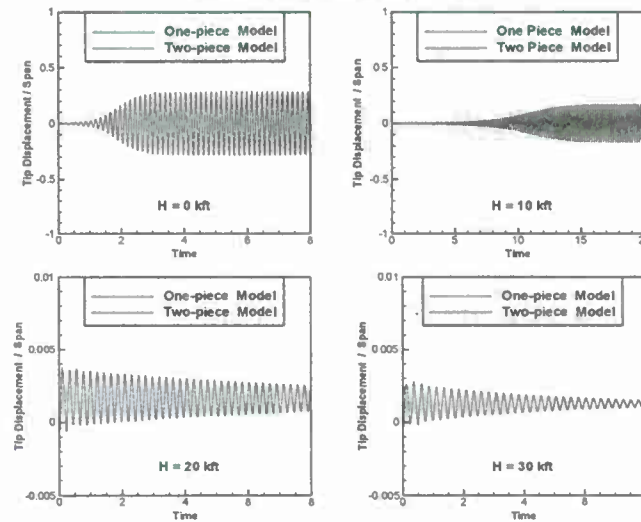 1
0.5
0
-0.5
-1
Tip Displacement / Span
One-piece Model
Two-piece Model
H = 0 kft
0 2 4 6 8
Time
1
0.5
0
-0.5
-1
Tip Displacement / Span
One Piece Model
Two Piece Model
H = 10 kft
0 5 10 15
Time
0.01
0.005
0
-0.005
Tip Displacement / Span
One-piece Model
Two-piece Model
H = 20 kft
0 2 4 6 8
Time
0.01
0.005
0
-0.005
Tip Displacement / Span
One-piece Model
Two-piece Model
H = 30 kft
0 4 8
Time